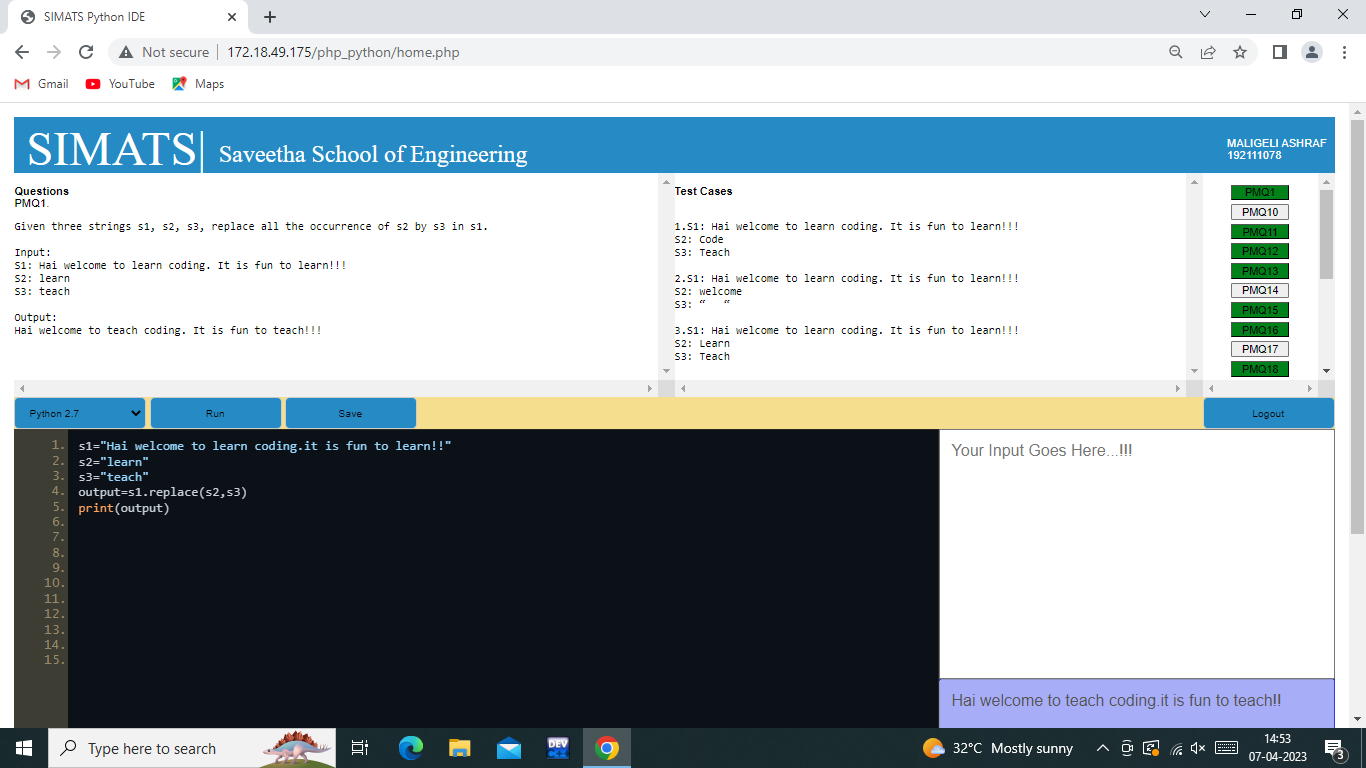 SIMATS Python IDE
Not secure
172.18.49.175/php_python/home.php
Gmail
YouTube
Maps
SIMATS|
Saveetha School of Engineering
MALIGELI ASHRAF
192111078
Questions
PMQ1.
Given three strings s1, s2, s3, replace all the occurrence of s2 by s3 in s1.
Input:
S1: Hai welcome to learn coding. It is fun to learn!!!
S2: learn
S3: teach
Output:
Hai welcome to teach coding. It is fun to teach!!!
Test Cases
1.S1: Hai welcome to learn coding. It is fun to learn!!!
S2: Code
S3: Teach
2.S1: Hai welcome to learn coding. It is fun to learn!!!
S2: welcome
S3: “   “
3.S1: Hai welcome to learn coding. It is fun to learn!!!
S2: Learn
S3: Teach
PMQ1
PMQ10
PMQ11
PMQ12
PMQ13
PMQ14
PMQ15
PMQ16
PMQ17
PMQ18
Python 2.7
Run
Save
Logout
1. s1="Hai welcome to learn coding.it is fun to learn!!"
2. s2="learn"
3. s3="teach"
4. output=s1.replace(s2,s3)
5. print(output)
6.
7.
8.
9.
10.
11.
12.
13.
14.
15.
Your Input Goes Here...!!!
Hai welcome to teach coding.it is fun to teach!!
Type here to search
DEV
32°C Mostly sunny
14:53
07-04-2023
3